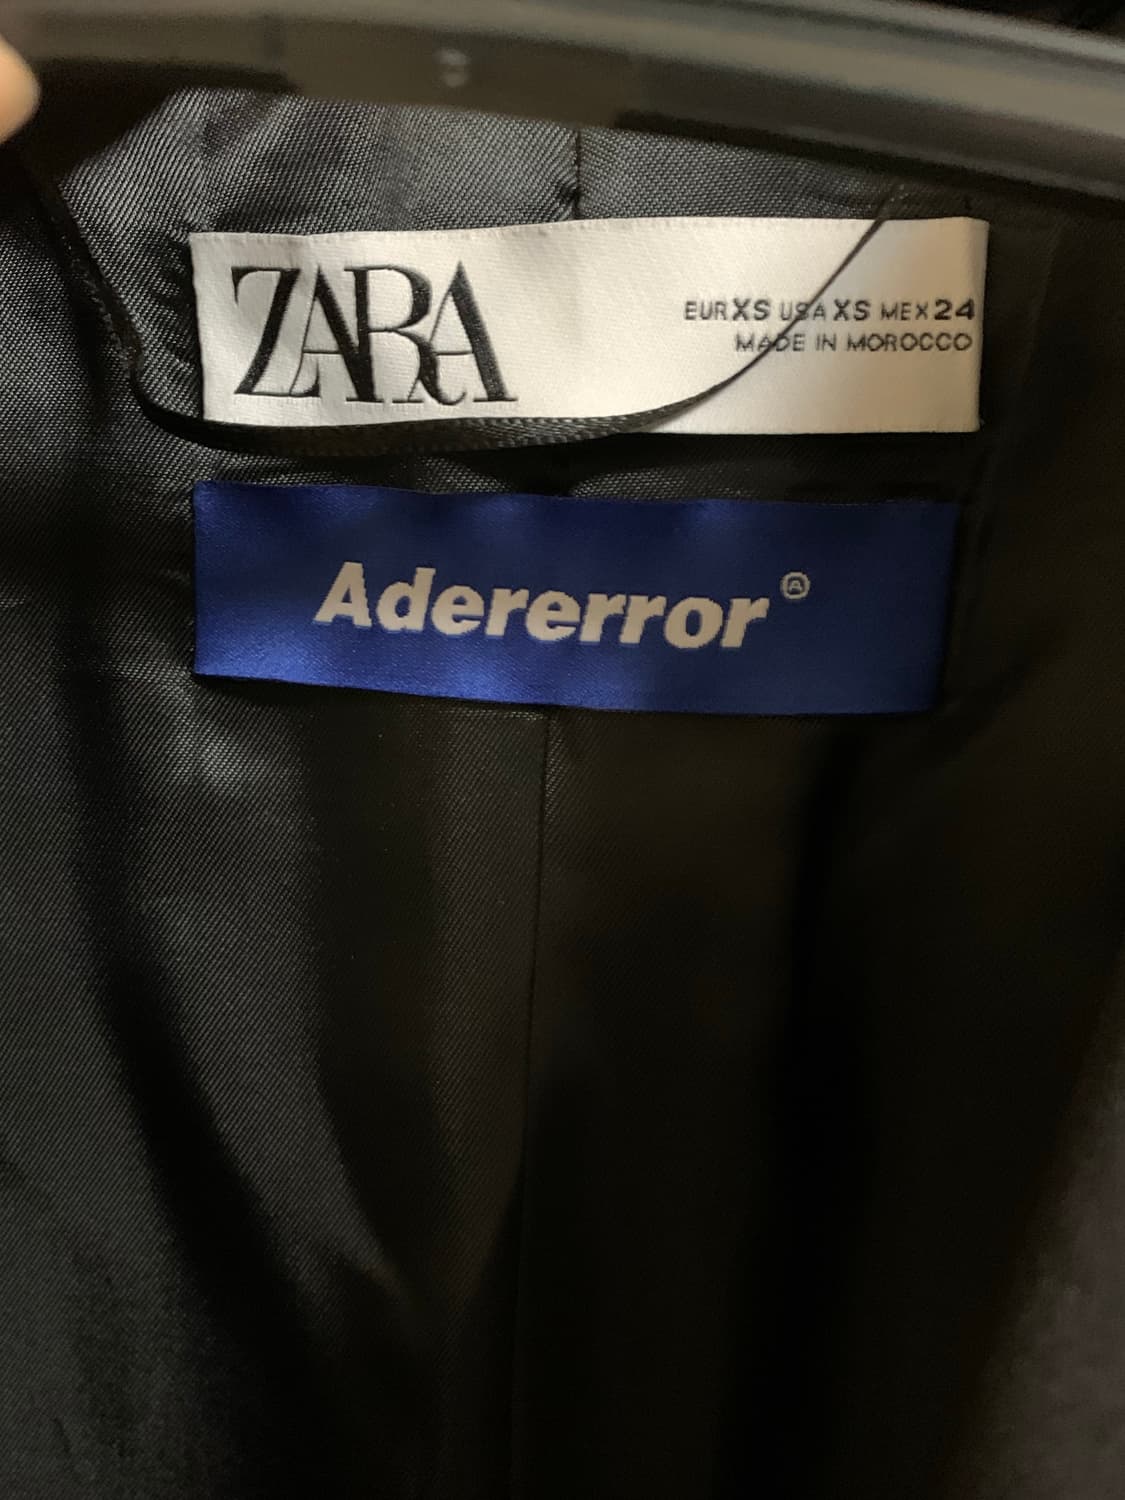 ZARA
EUR XS USA XS MEX 24
MADE IN MOROCCO
Adererror Ⓐ